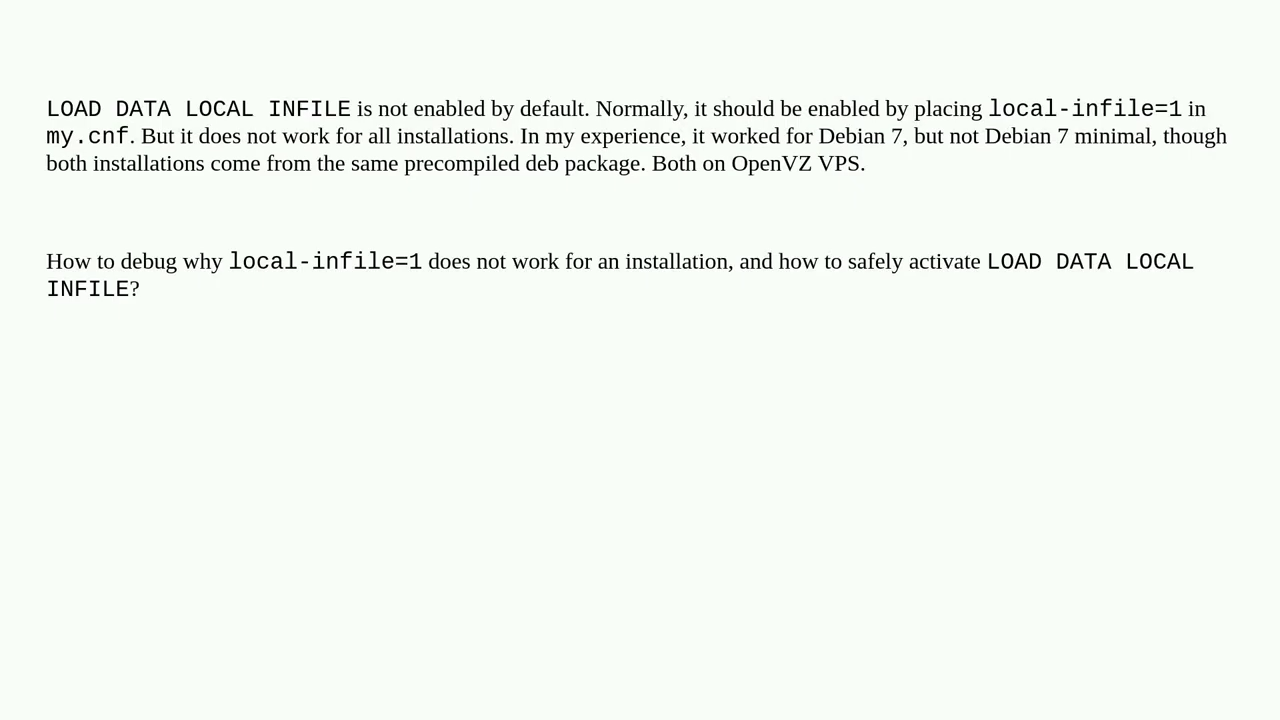 LOAD DATA LOCAL INFILE is not enabled by default. Normally, it should be enabled by placing local-infile=1 in
my.cnf. But it does not work for all installations. In my experience, it worked for Debian 7, but not Debian 7 minimal, though
both installations come from the same precompiled deb package. Both on OpenVZ VPS.
How to debug why local-infile=1 does not work for an installation, and how to safely activate LOAD DATA LOCAL
INFILE?